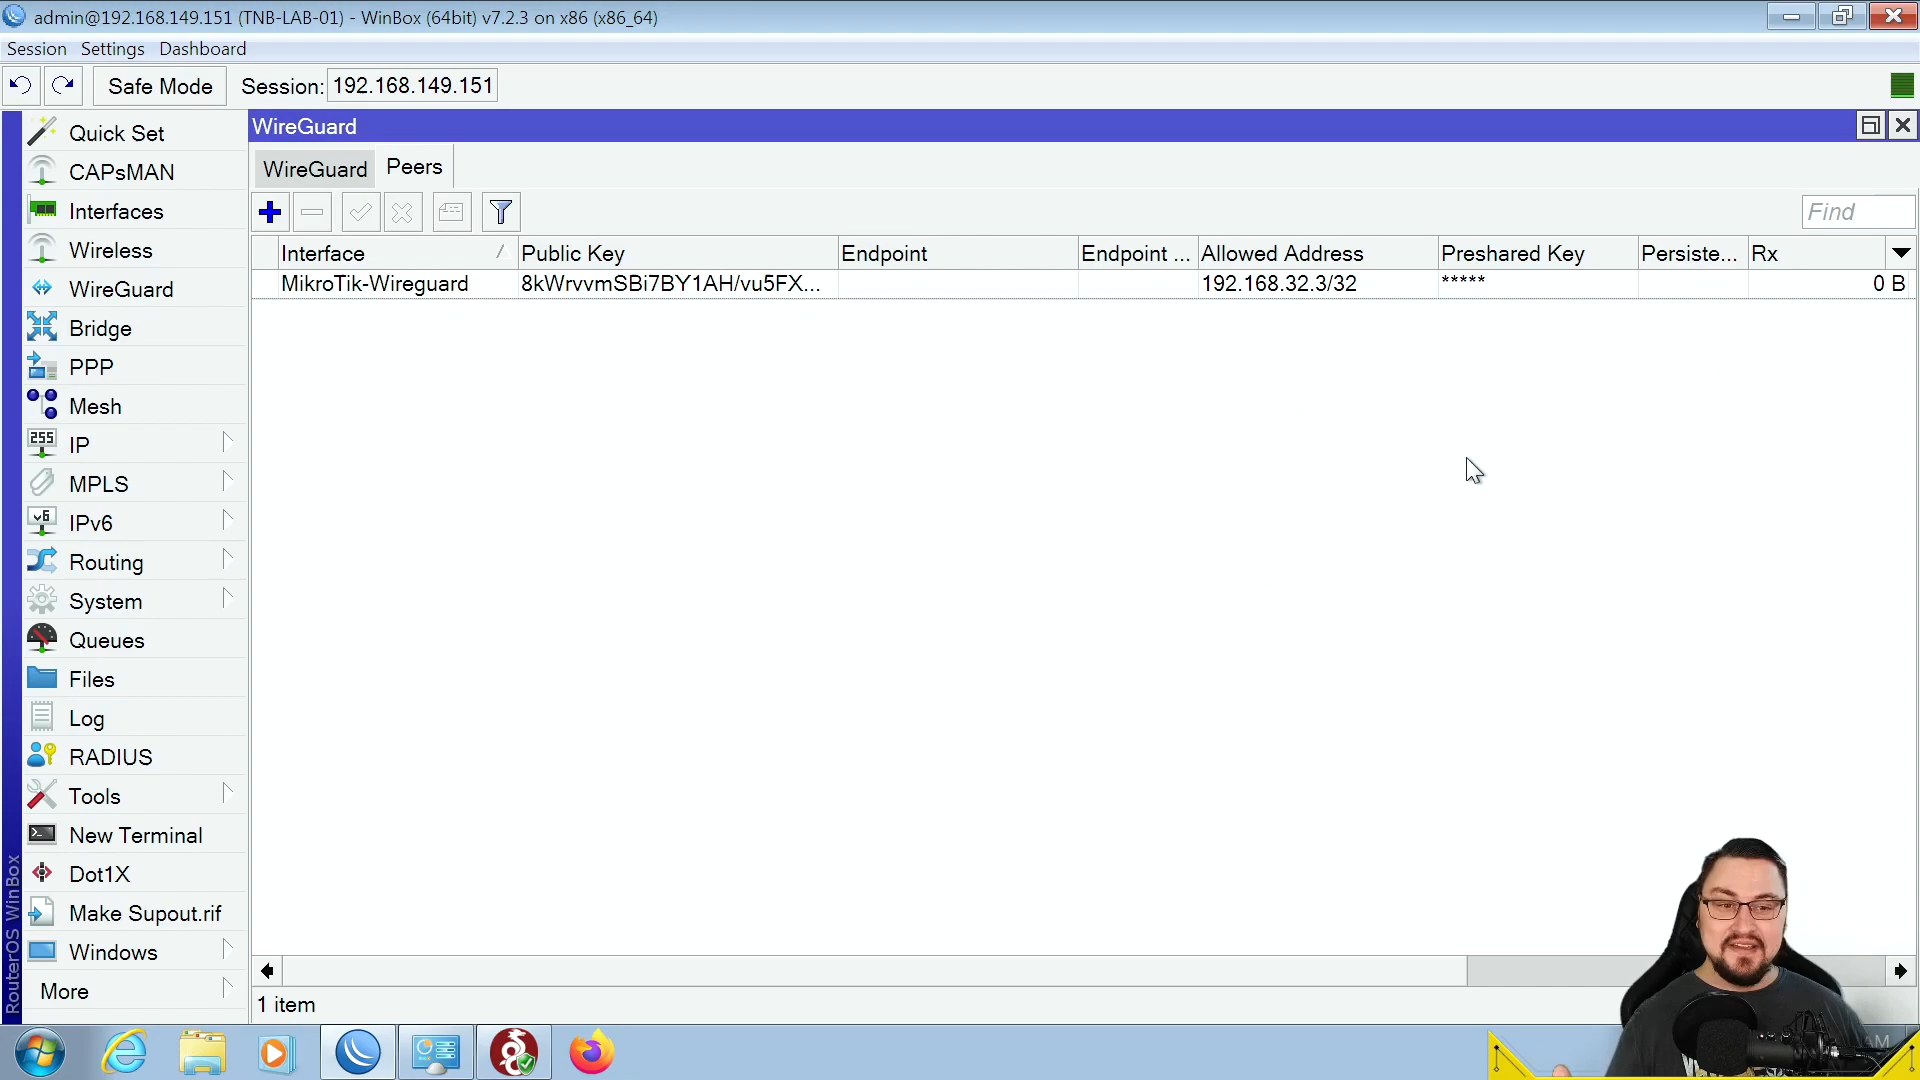 admin@192.168.149.151 (TNB-LAB-01) - WinBox (64bit) v7.2.3 on x86 (x86_64)
Session Settings Dashboard
Safe Mode Session: 192.168.149.151
WireGuard
WireGuard Peers
Find
Interface Public Key Endpoint Endpoint ... Allowed Address Preshared Key Persiste... Rx
MikroTik-Wireguard 8kWrvvmSBi7BY1AH/vu5FX... 192.168.32.3/32 ***** 0 B
1 item
Quick Set
CAPsMAN
Interfaces
Wireless
WireGuard
Bridge
PPP
Mesh
255 IP
MPLS
v6 IPv6
Routing
System
Queues
Files
Log
RADIUS
Tools
New Terminal
Dot1X
Make Supout.rif
Windows
More
RouterOS WinBox
AM